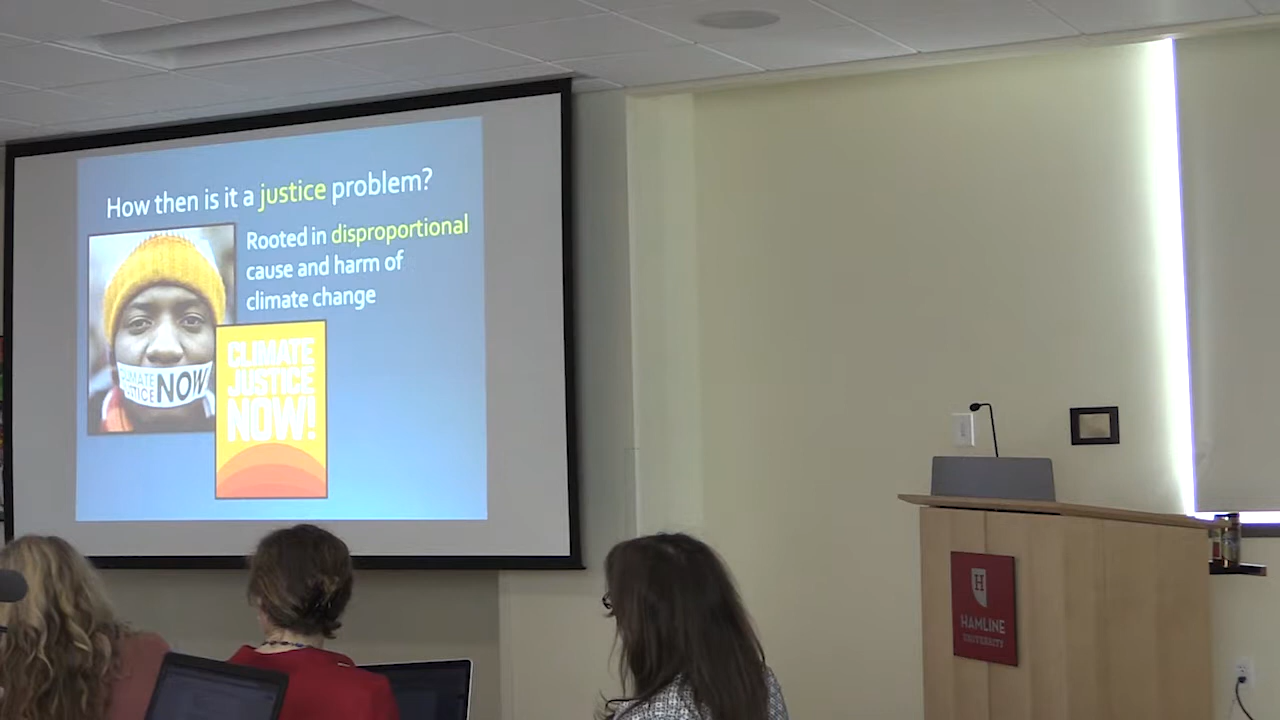 How then is it a justice problem?
Rooted in disproportional
cause and harm of
climate change
CLIMATE
JUSTICE NOW
CLIMATE
JUSTICE
NOW!
H
HAMLINE
UNIVERSITY